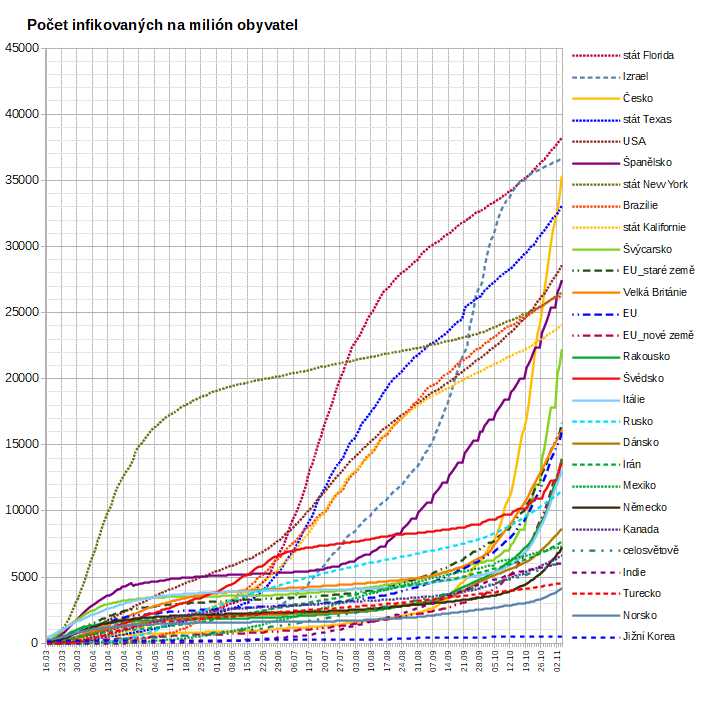 Počet infikovaných na milión obyvatel
45000
40000
35000
30000
25000
20000
15000
10000
5000
0
16.03
23.03
30.03
06.04
13.04
20.04
27.04
04.05
11.05
18.05
25.05
01.06
08.06
15.06
22.06
29.06
06.07
13.07
20.07
27.07
03.08
10.08
17.08
24.08
31.08
07.09
14.09
21.09
28.09
05.10
12.10
19.10
26.10
02.11
stát Florida
Izrael
Česko
stát Texas
USA
Španělsko
stát New York
Brazílie
stát Kalifornie
Švýcarsko
EU_staré země
Velká Británie
EU
EU_nové země
Rakousko
Švédsko
Itálie
Rusko
Dánsko
Irán
Mexiko
Německo
Kanada
celosvětově
Indie
Turecko
Norsko
Jižní Korea